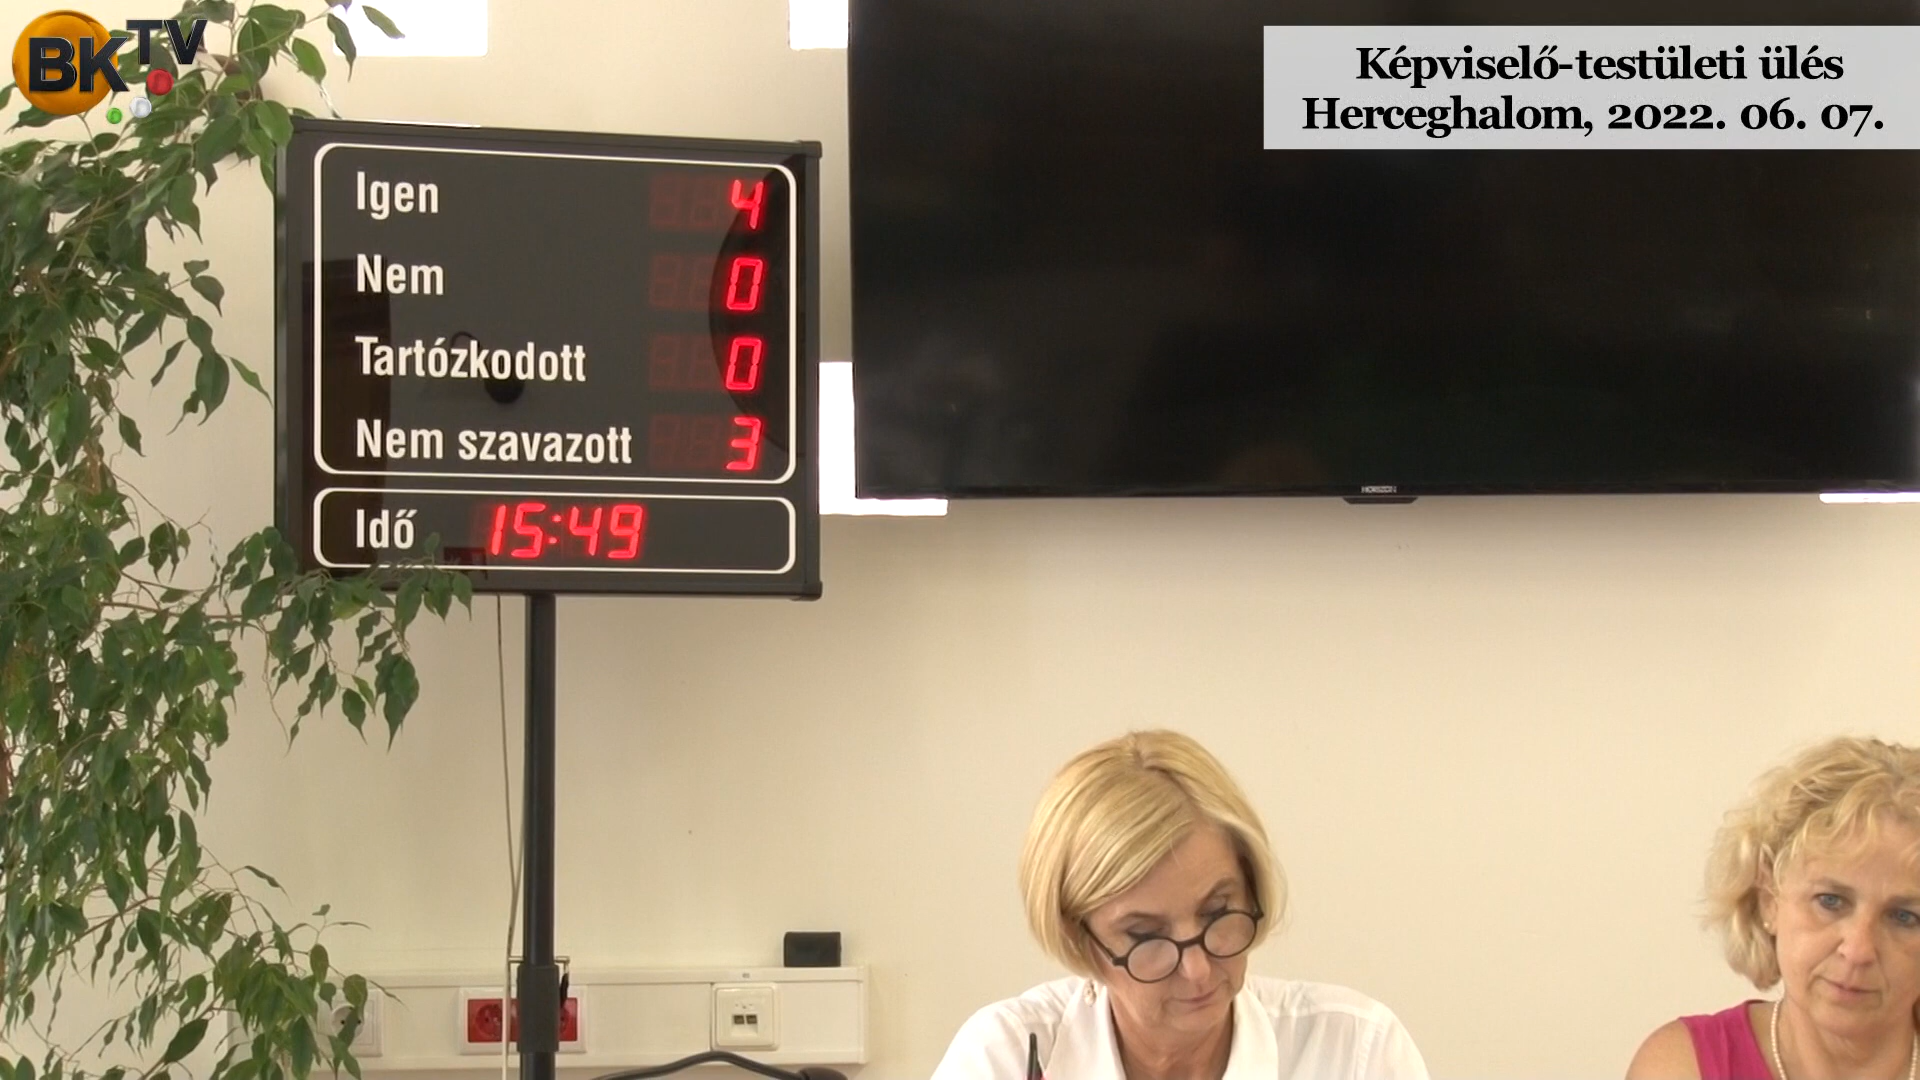 BKTV
Képviselő-testületi ülés
Herceghalom, 2022. 06. 07.
Igen 4
Nem 0
Tartózkodott 0
Nem szavazott 3
Idő 15:49
HORIZON